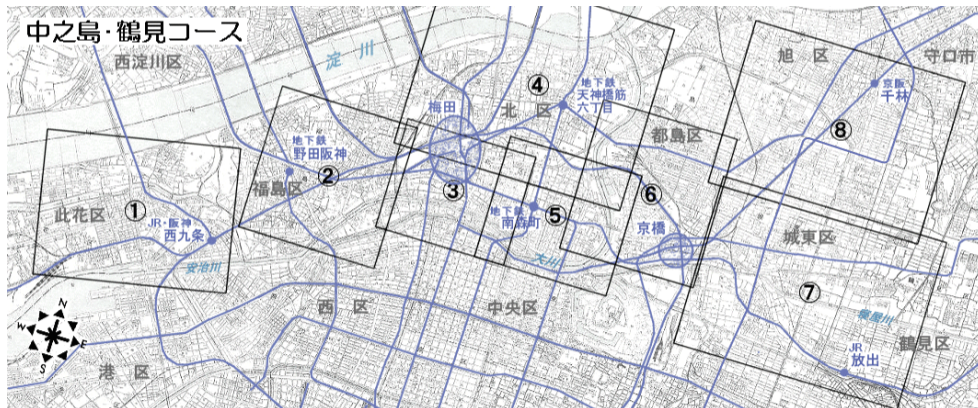 中之島・鶴見コース
西淀川区
淀川
旭区
守口市
④
地下鉄
天神橋筋
六丁目
京阪
千林
梅田
北区
都島区
⑧
地下鉄
野田阪神
②
福島区
③
⑥
此花区
①
JR・阪神
西九条
地下鉄
南森町
⑤
京橋
城東区
安治川
大川
⑦
西区
中央区
寝屋川
鶴見区
N
W
E
S
港区
JR
放出